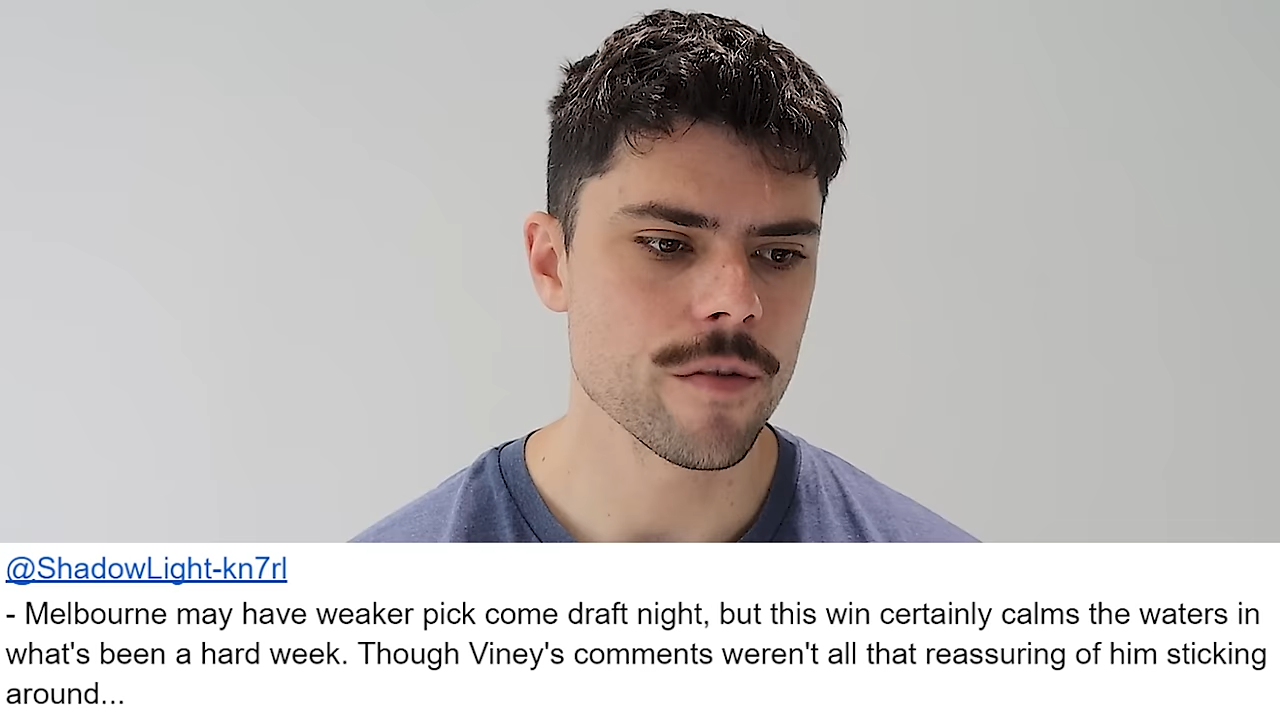 @ShadowLight-kn7rl
- Melbourne may have weaker pick come draft night, but this win certainly calms the waters in
what's been a hard week. Though Viney's comments weren't all that reassuring of him sticking
around...